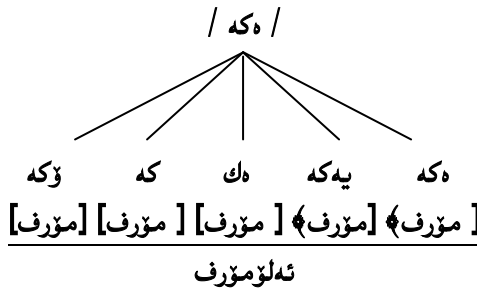 / ەکە /
ەکە یەکە ەك کە ۆکە
[ مۆرف ﴾ [مۆرف﴾ [ مۆرف ] [ مۆرف ] [مۆرف]
ئەلۆمۆرف